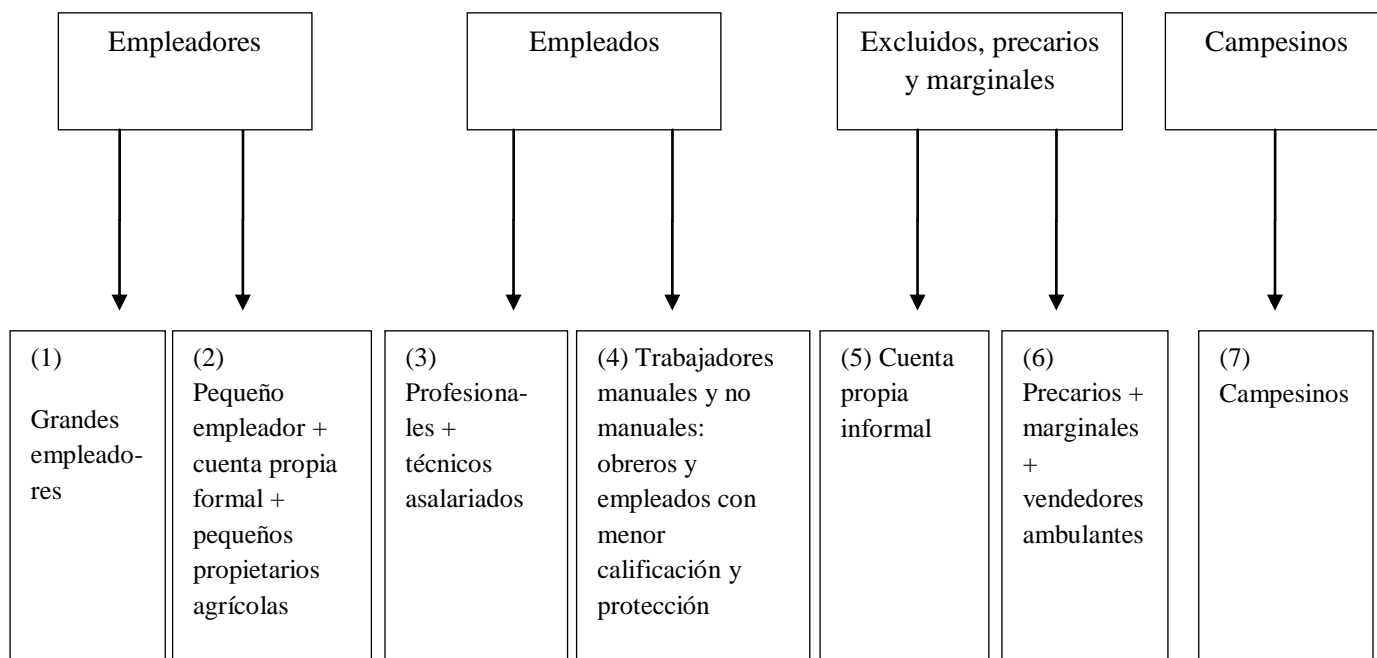 Empleadores
Empleados
Excluidos, precarios
y marginales
Campesinos
(1)
Grandes
empleado-
res
(2)
Pequeño
empleador +
cuenta propia
formal +
pequeños
propietarios
agrícolas
(3)
Profesiona-
les +
técnicos
asalariados
(4) Trabajadores
manuales y no
manuales:
obreros y
empleados con
menor
calificación y
protección
(5) Cuenta
propia
informal
(6)
Precarios +
marginales
+
vendedores
ambulantes
(7)
Campesinos